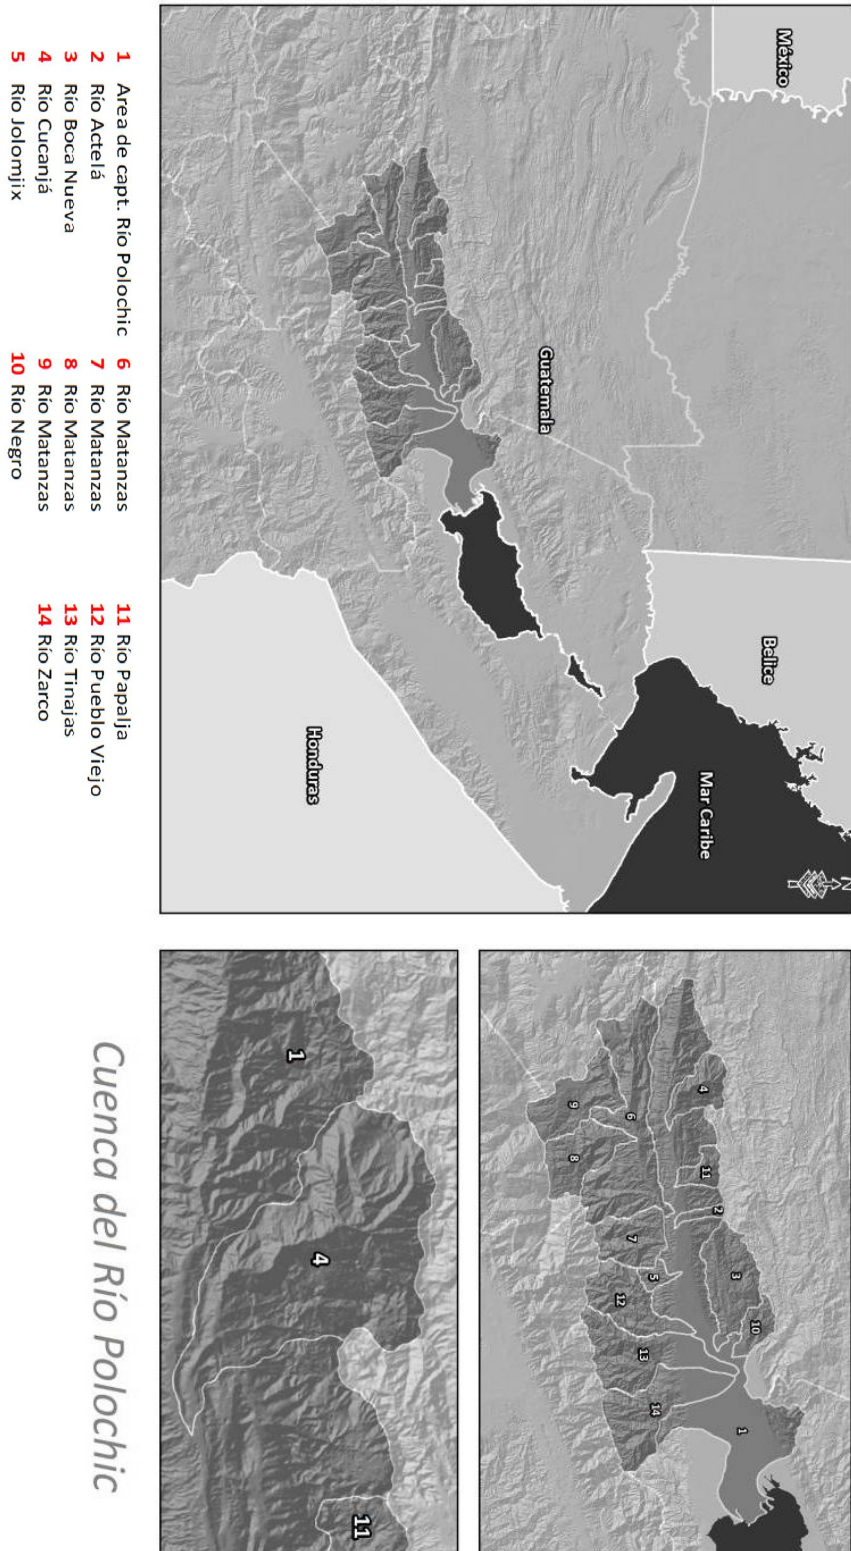 México
Guatemala
Belice
Mar Caribe
Honduras
N
4
11
2
3
10
9
6
8
7
5
12
13
14
1
1
4
11
1 Area de capt. Río Polochic
2 Río Actelá
3 Río Boca Nueva
4 Río Cucanjá
5 Río Jolomjix
6 Río Matanzas
7 Río Matanzas
8 Río Matanzas
9 Río Matanzas
10 Río Negro
11 Río Papalja
12 Río Pueblo Viejo
13 Río Tinajas
14 Río Zarco
Cuenca del Río Polochic